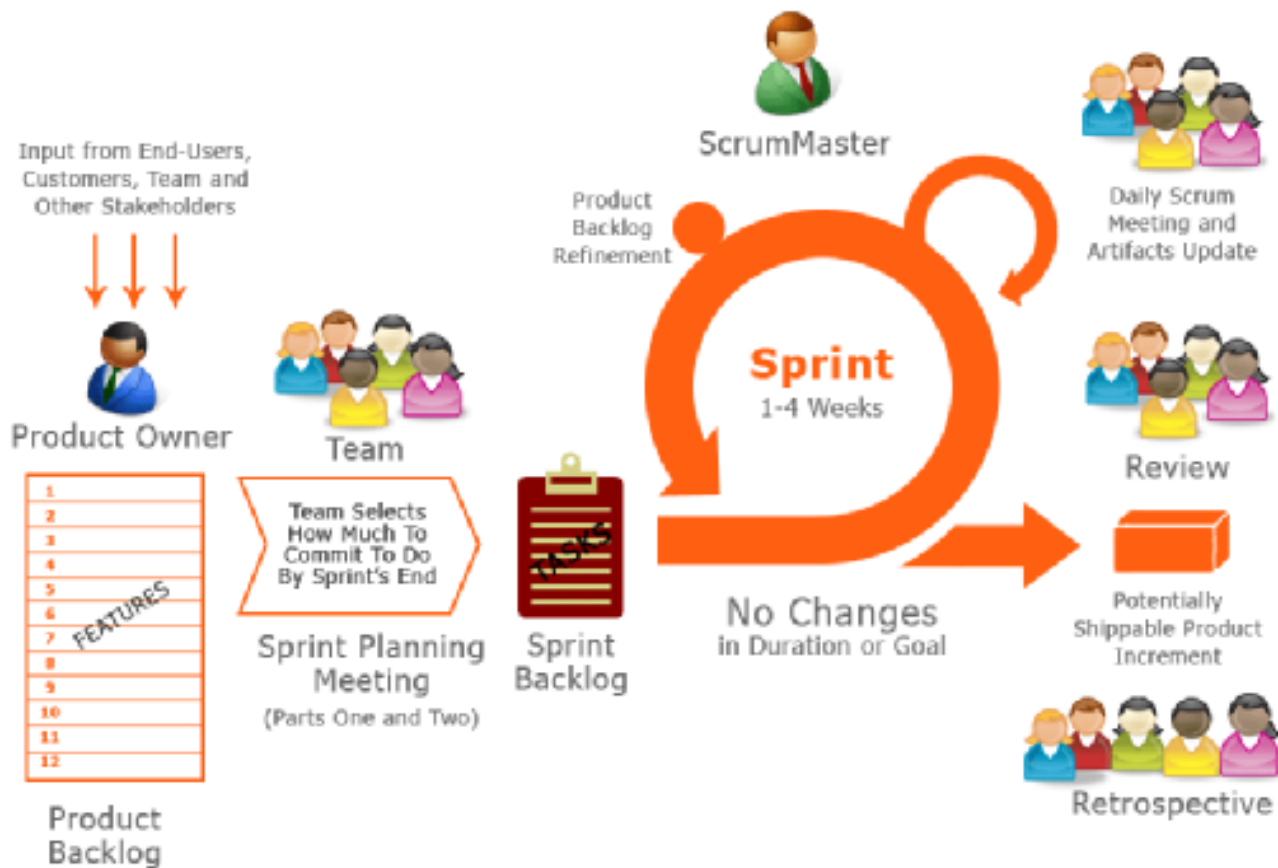 Input from End-Users,
Customers, Team and
Other Stakeholders
Product Owner
1
2
3
4
5
6
7
8
9
10
11
12
FEATURES
Product
Backlog
Team
Team Selects
How Much To
Commit To Do
By Sprint's End
Sprint Planning
Meeting
(Parts One and Two)
TASKS
Sprint
Backlog
ScrumMaster
Product
Backlog
Refinement
Sprint
1-4 Weeks
No Changes
in Duration or Goal
Daily Scrum
Meeting and
Artifacts Update
Review
Potentially
Shippable Product
Increment
Retrospective